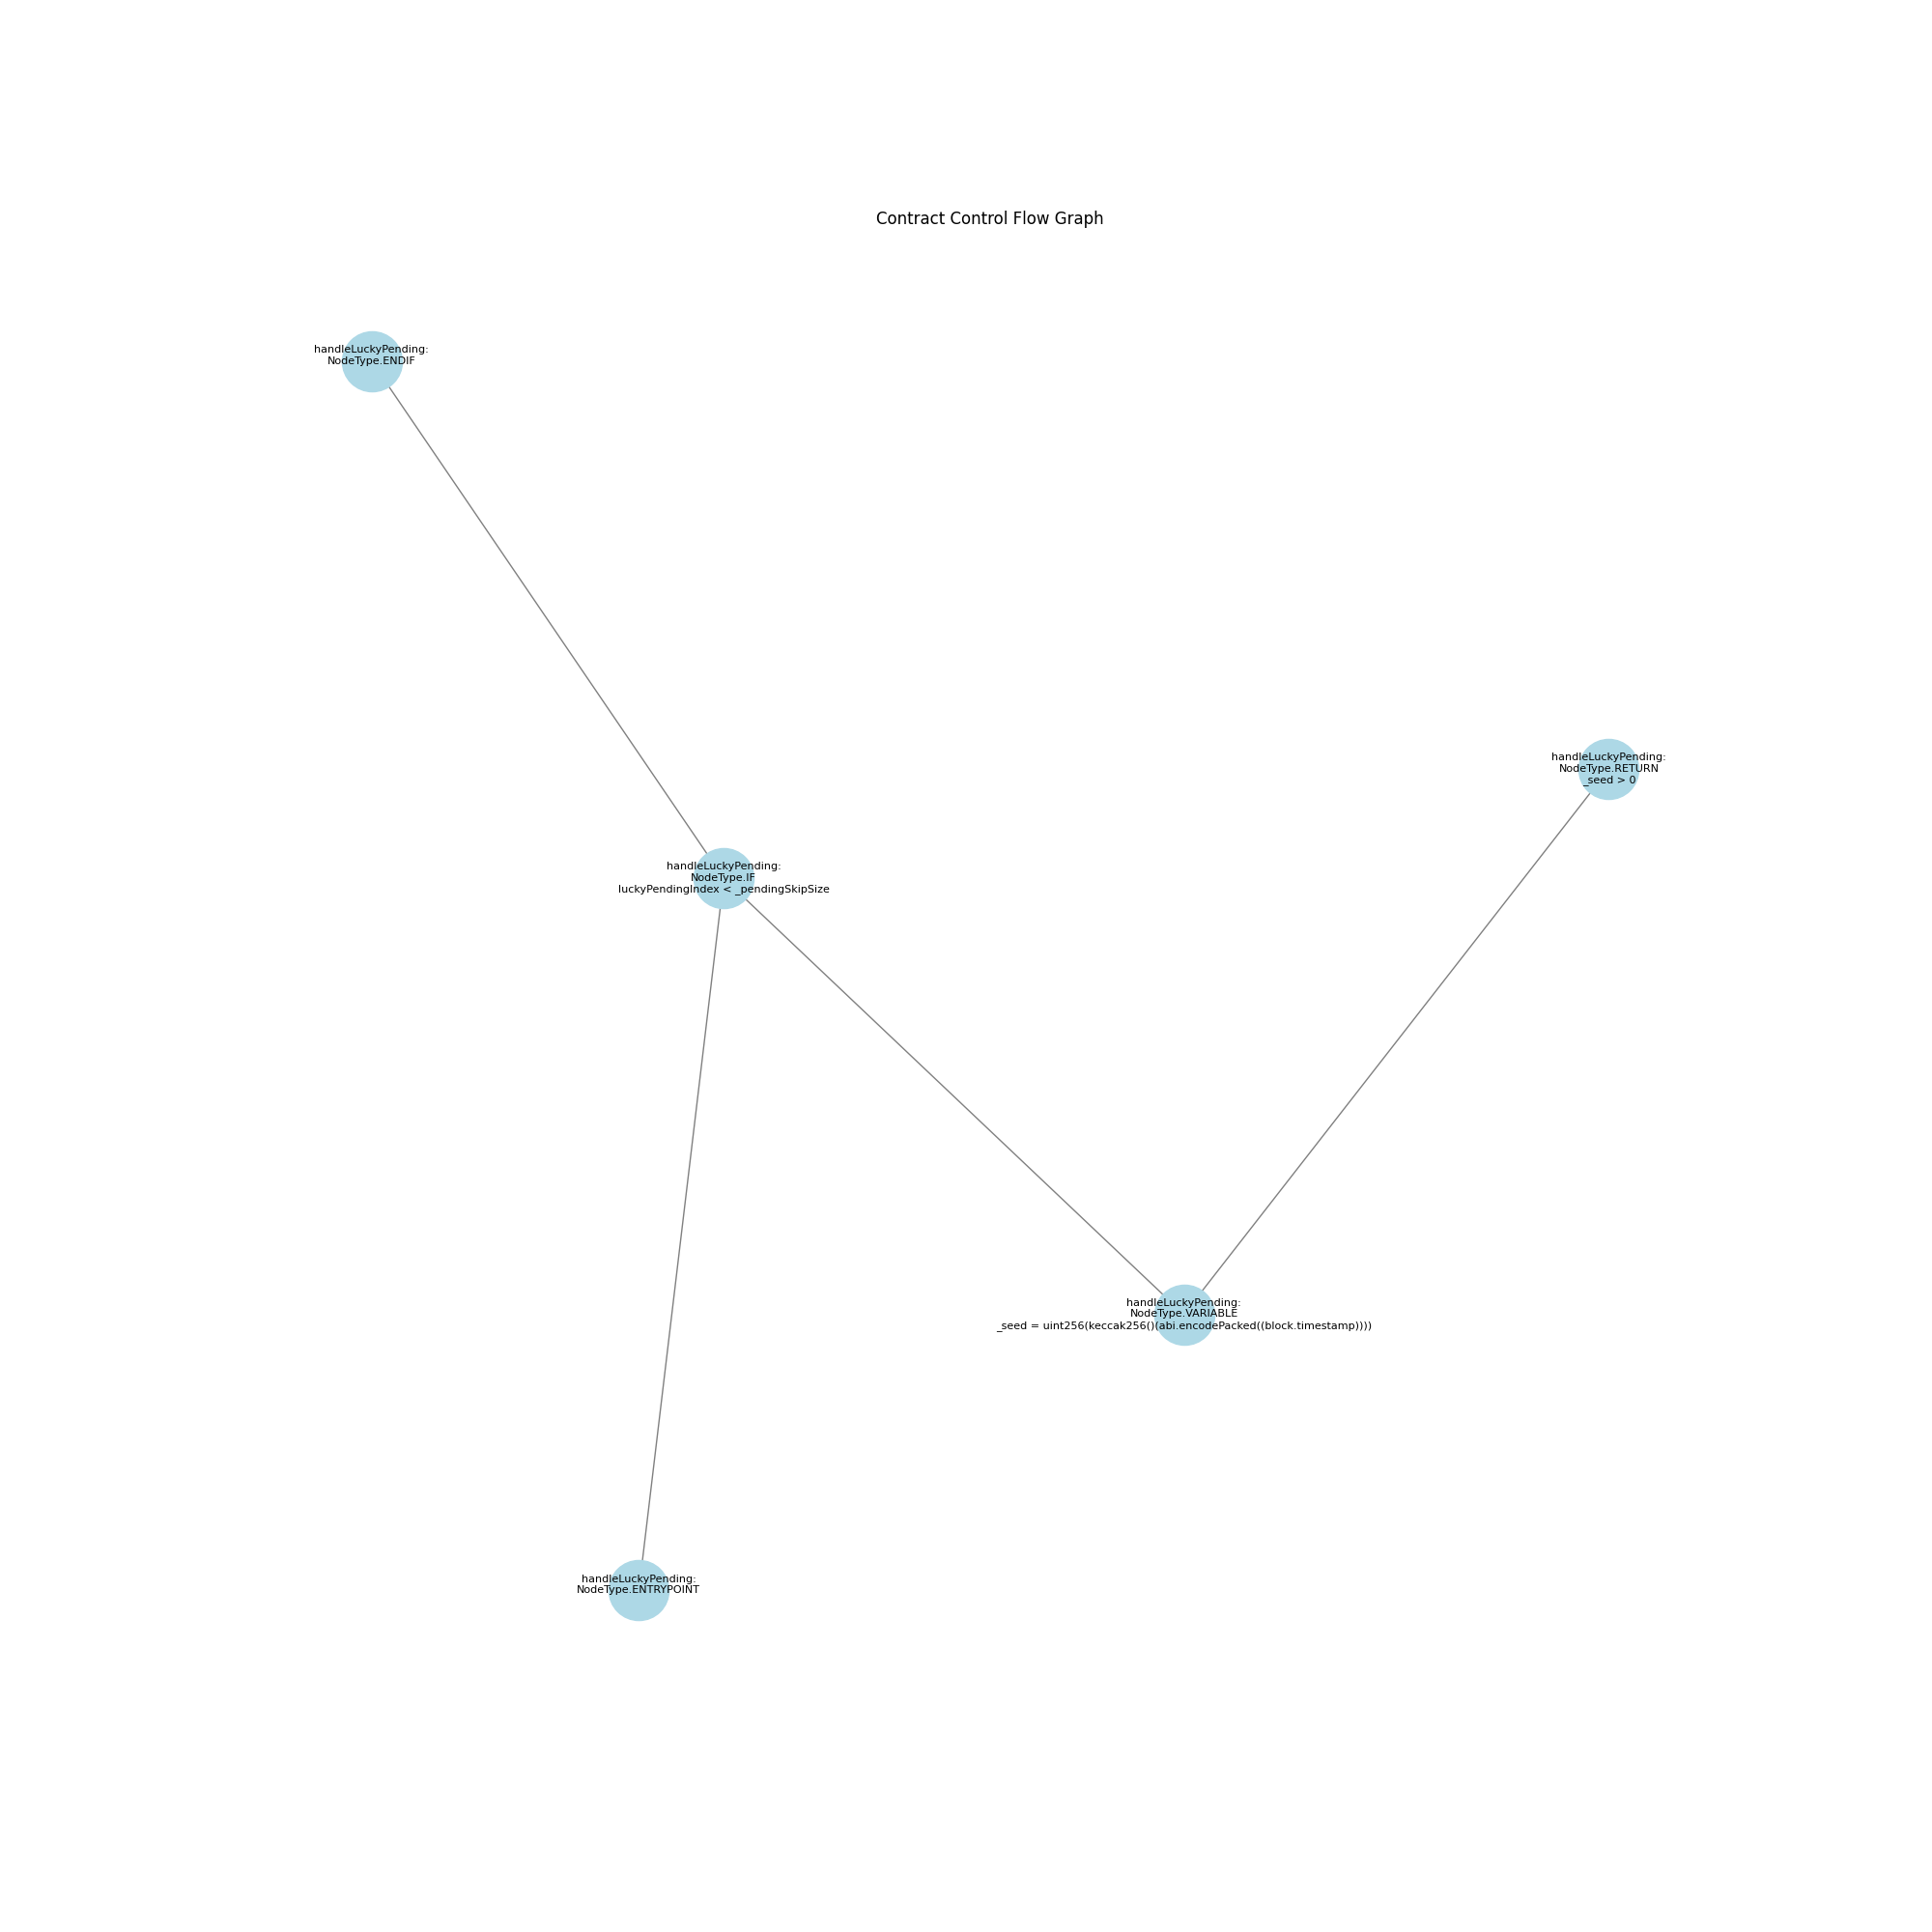 Contract Control Flow Graph
handleLuckyPending:
NodeType.ENDIF
handleLuckyPending:
NodeType.RETURN
_seed > 0
handleLuckyPending:
NodeType.IF
luckyPendingIndex < _pendingSkipSize
handleLuckyPending:
NodeType.VARIABLE
_seed = uint256(keccak256()(abi.encodePacked((block.timestamp))))
handleLuckyPending:
NodeType.ENTRYPOINT